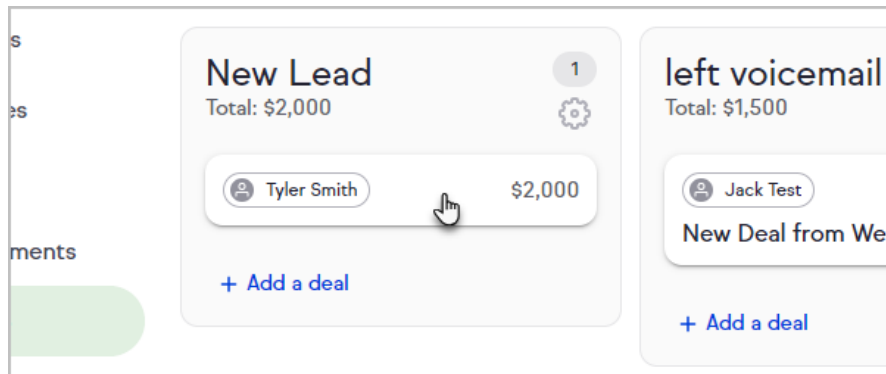 s
es
ments
New Lead
1
Total: $2,000
Tyler Smith
$2,000
+ Add a deal
left voicemail
Total: $1,500
Jack Test
New Deal from We
+ Add a deal